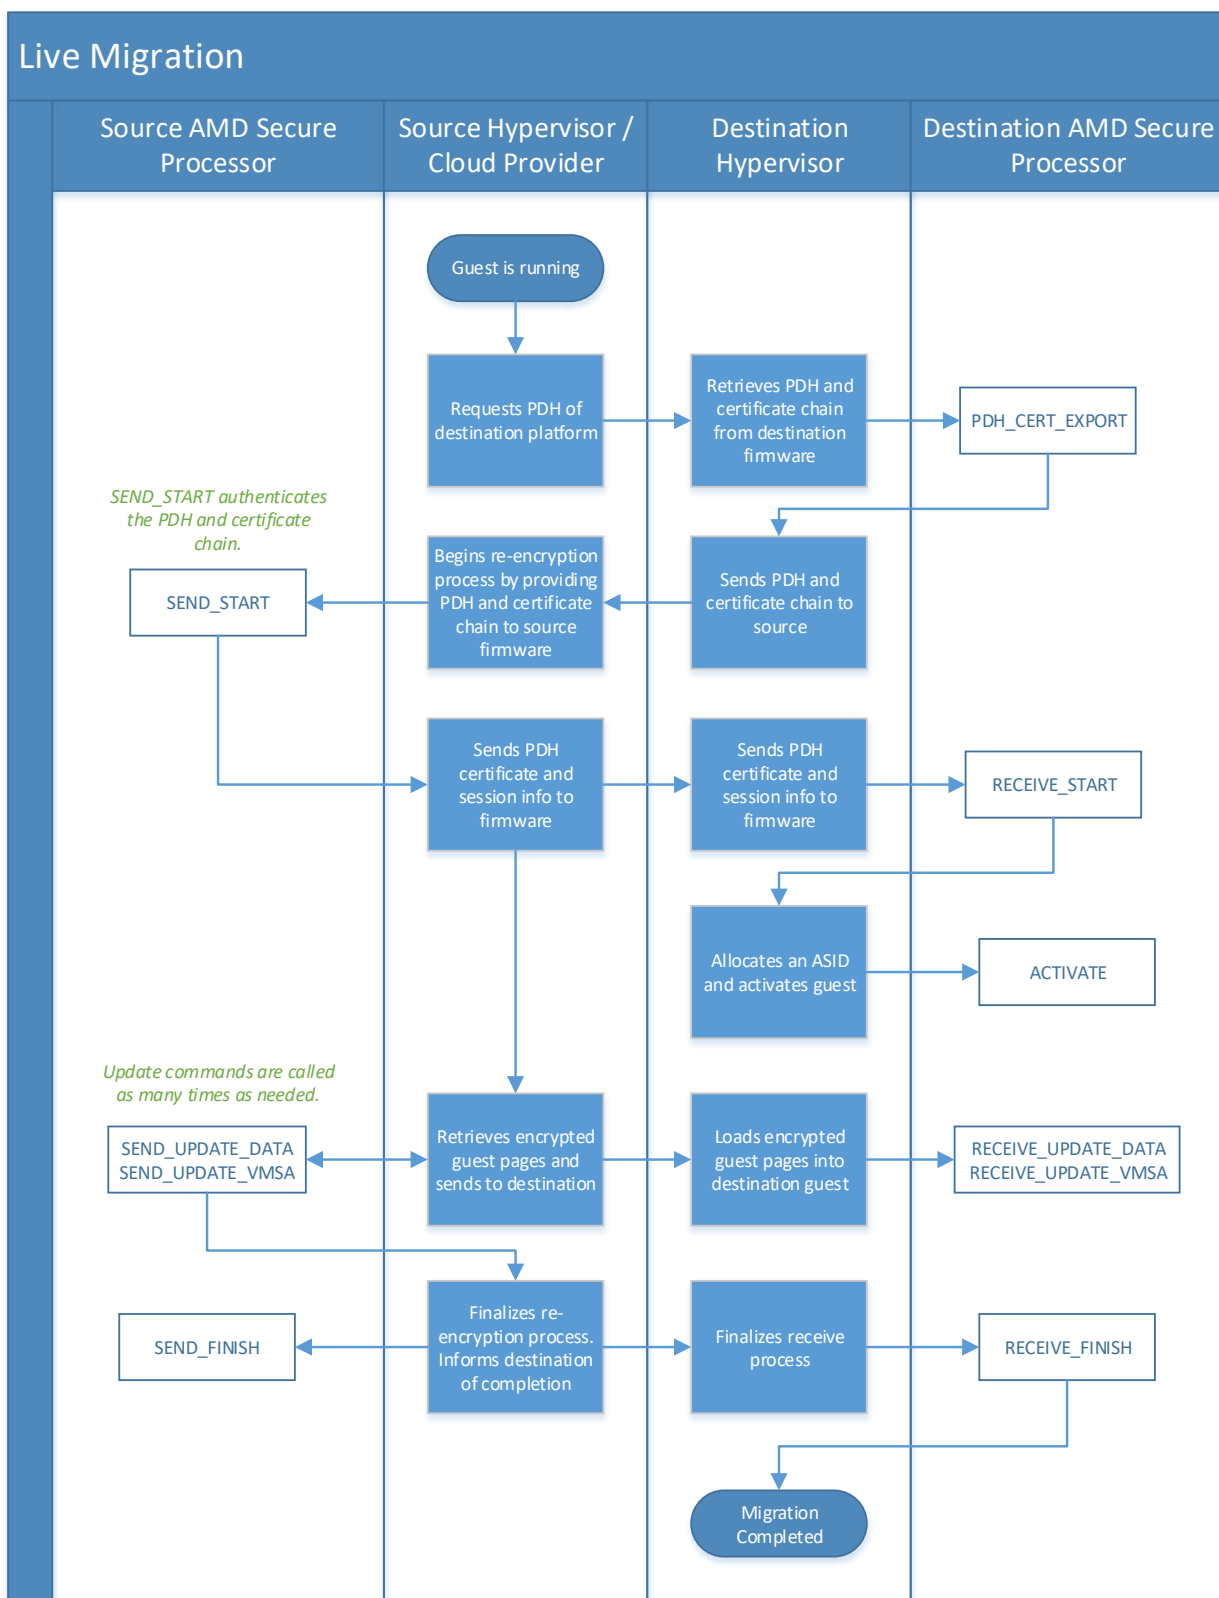 Live Migration
Source AMD Secure
Processor
Source Hypervisor /
Cloud Provider
Destination
Hypervisor
Destination AMD Secure
Processor
Guest is running
Requests PDH of
destination platform
Retrieves PDH and
certificate chain
from destination
firmware
PDH_CERT_EXPORT
SEND_START authenticates
the PDH and certificate
chain.
SEND_START
Begins re-encryption
process by providing
PDH and certificate
chain to source
firmware
Sends PDH and
certificate chain to
source
Sends PDH
certificate and
session info to
firmware
Sends PDH
certificate and
session info to
firmware
RECEIVE_START
Allocates an ASID
and activates guest
ACTIVATE
Update commands are called
as many times as needed.
SEND_UPDATE_DATA
SEND_UPDATE_VMSA
Retrieves encrypted
guest pages and
sends to destination
Loads encrypted
guest pages into
destination guest
RECEIVE_UPDATE_DATA
RECEIVE_UPDATE_VMSA
SEND_FINISH
Finalizes re-
encryption process.
Informs destination
of completion
Finalizes receive
process
RECEIVE_FINISH
Migration
Completed